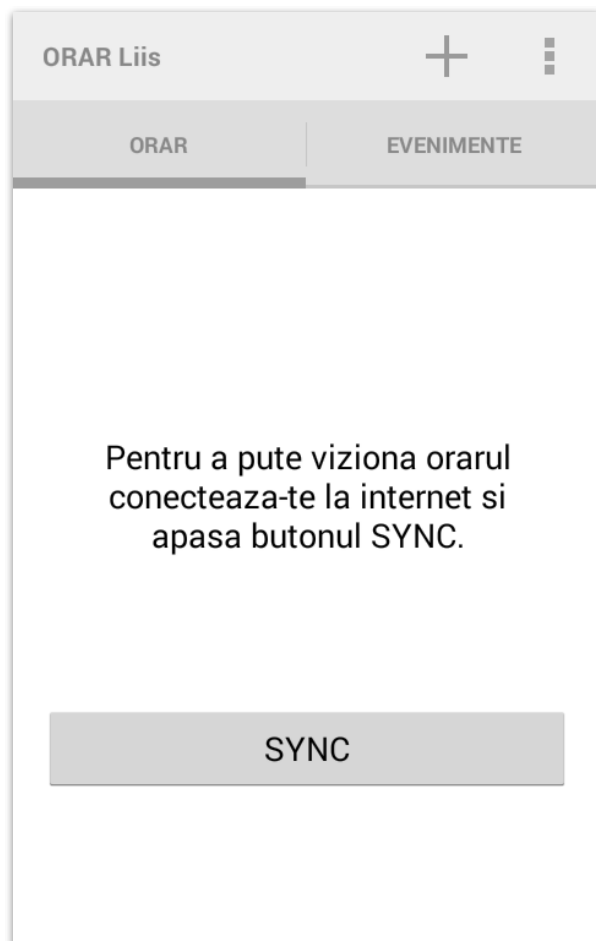 ORAR Liis
ORAR EVENIMENTE
Pentru a pute viziona orarul
conecteaza-te la internet si
apasa butonul SYNC.
SYNC